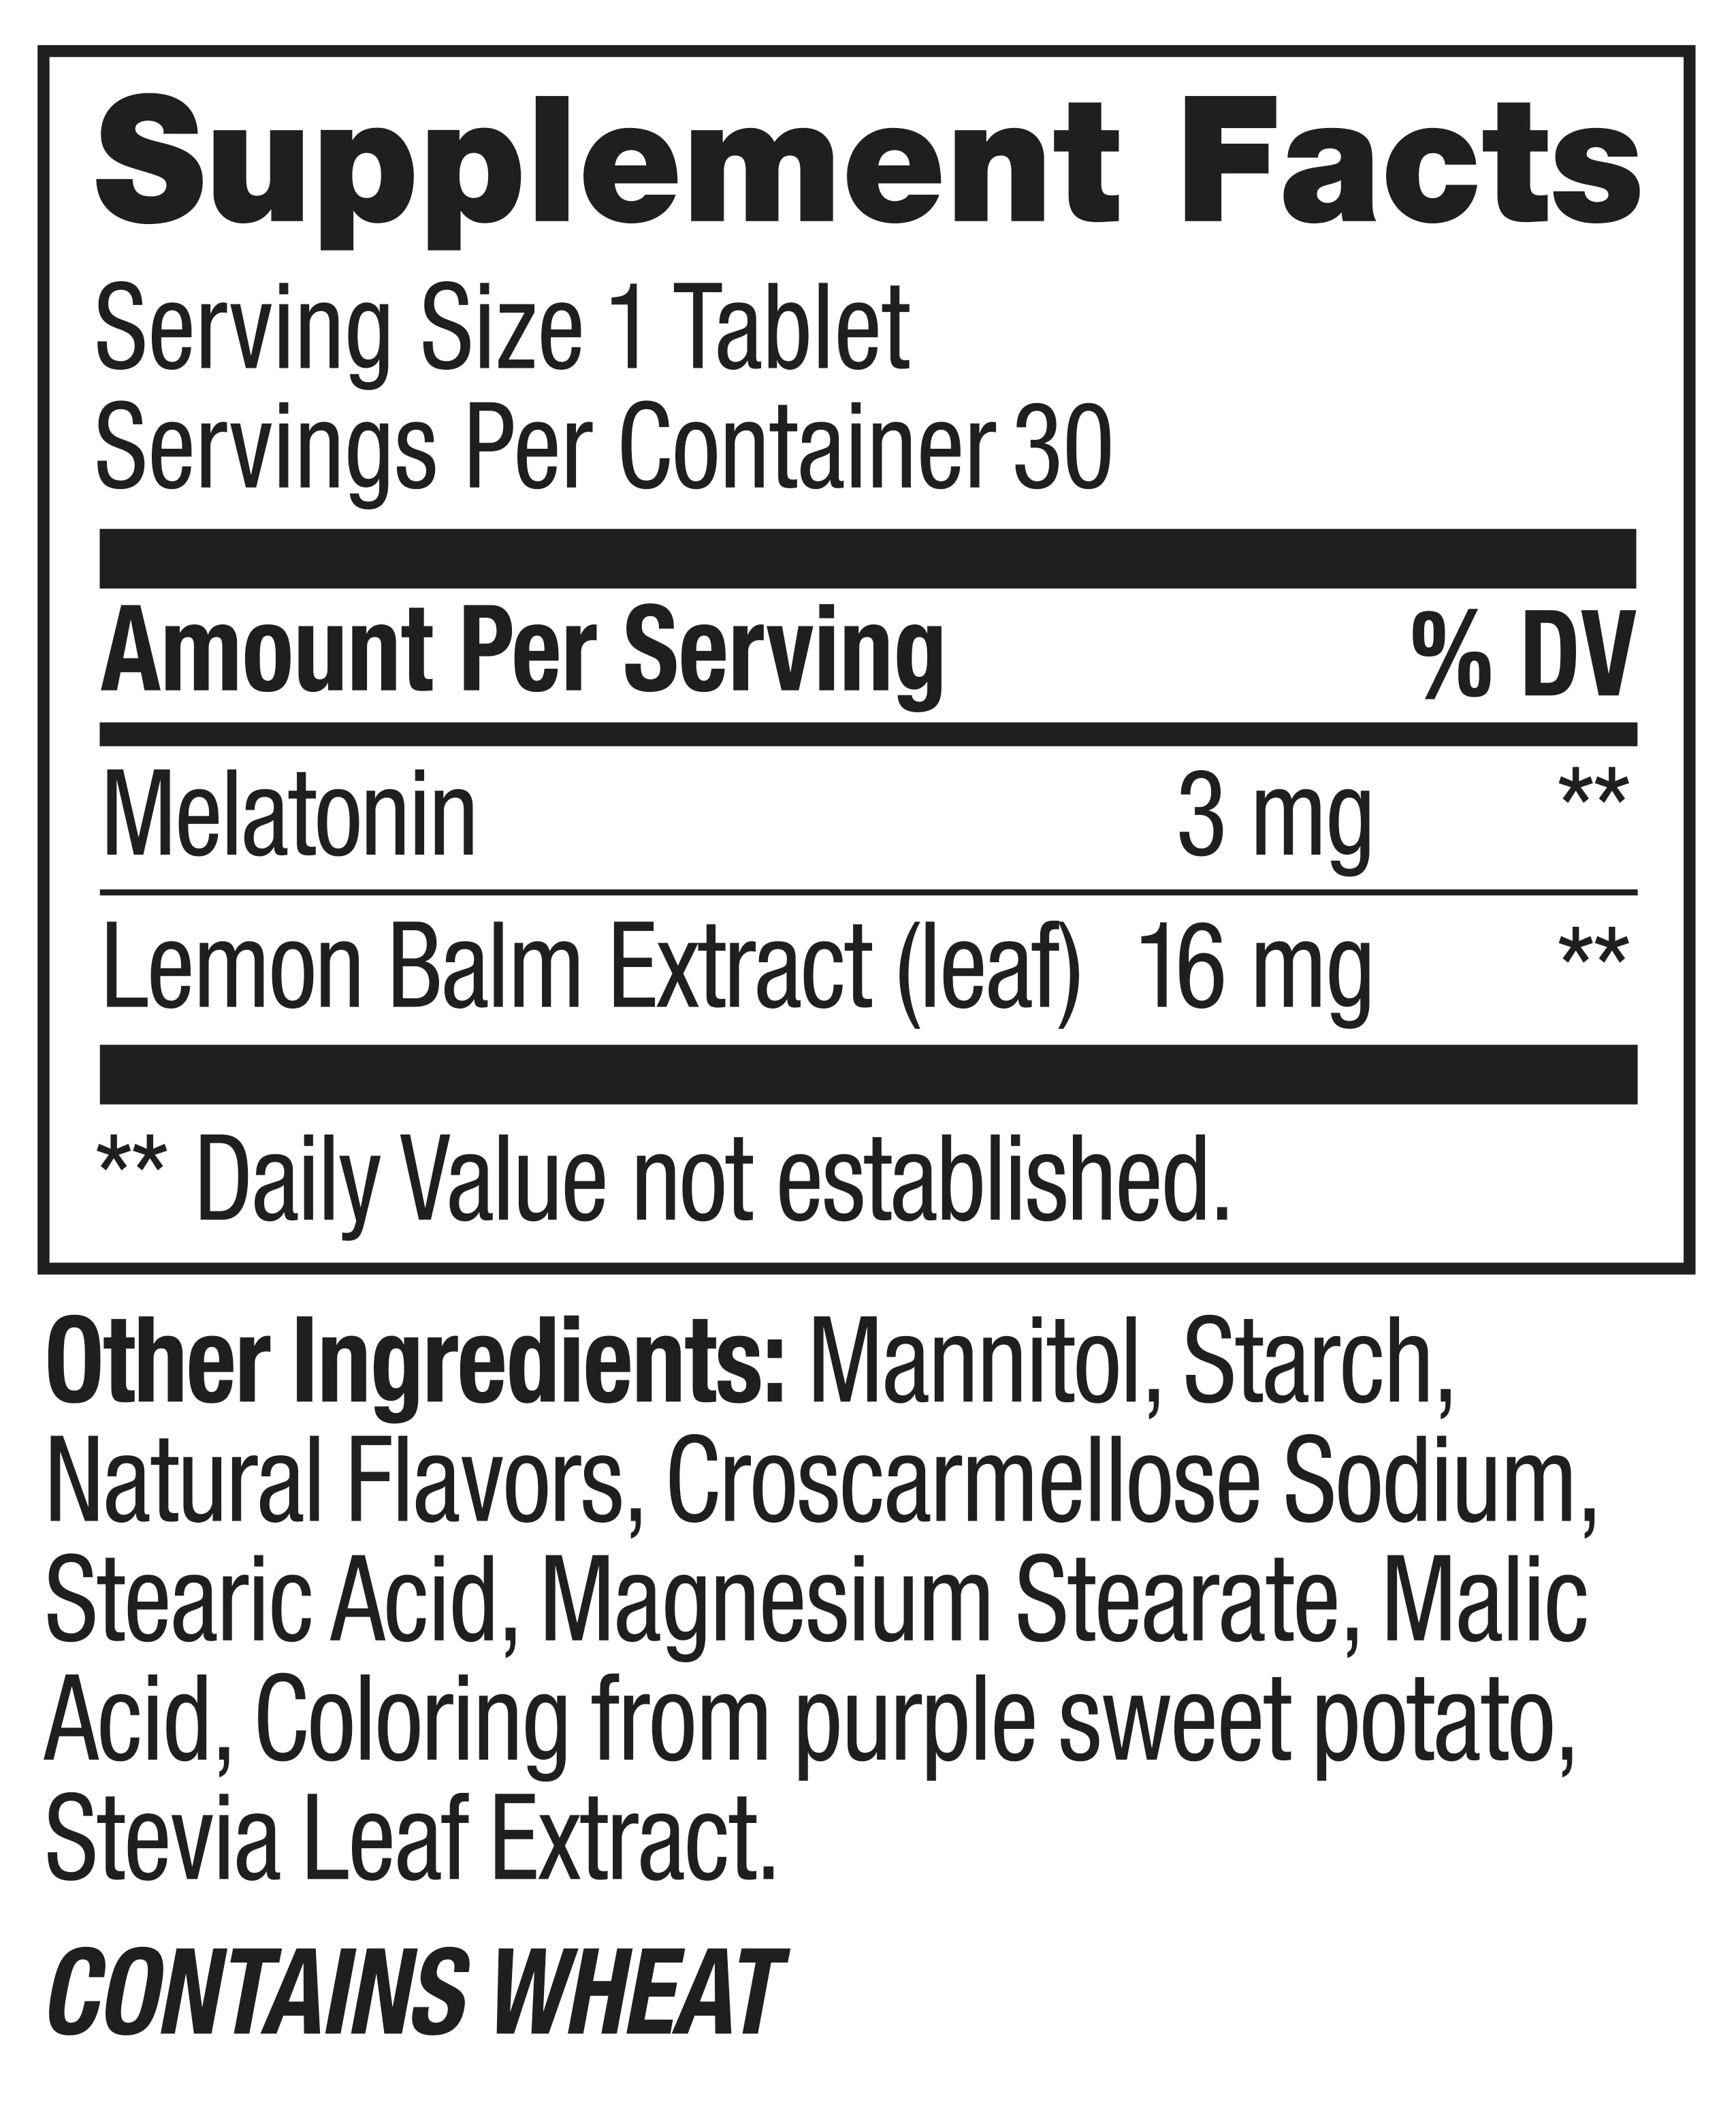 Supplement Facts
Serving Size 1 Tablet
Servings Per Container 30
Amount Per Serving % DV
Melatonin 3 mg **
Lemon Balm Extract (leaf) 16 mg **
** Daily Value not established.
Other Ingredients: Mannitol, Starch,
Natural Flavors, Croscarmellose Sodium,
Stearic Acid, Magnesium Stearate, Malic
Acid, Coloring from purple sweet potato,
Stevia Leaf Extract.
CONTAINS WHEAT